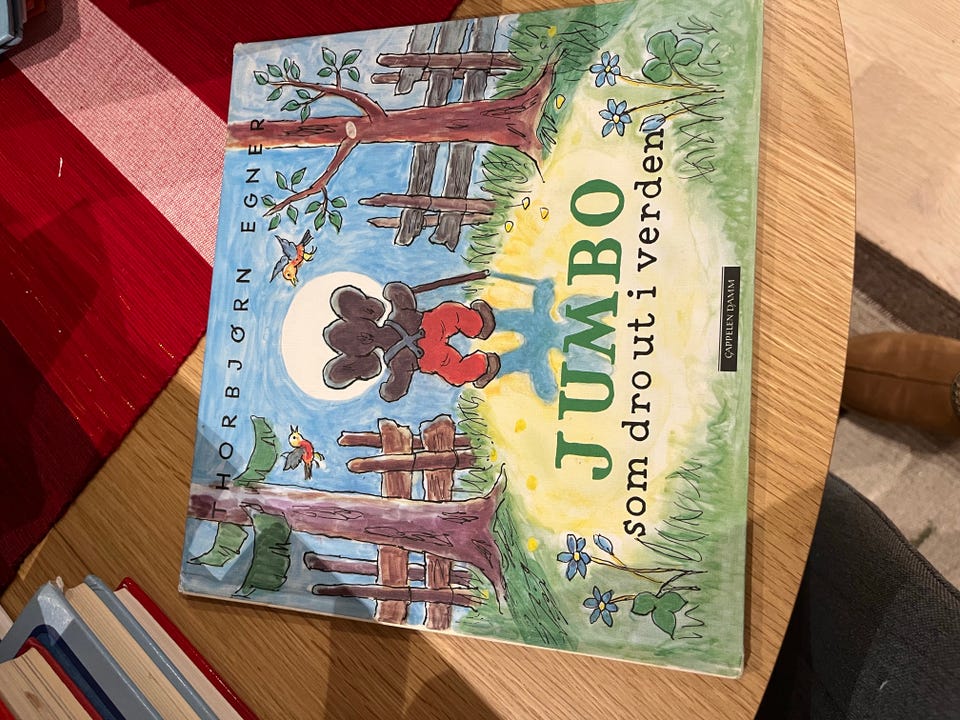 THORBJØRN EGNER
JUMBO
som dro ut i verden
CAPPELEN DAMM